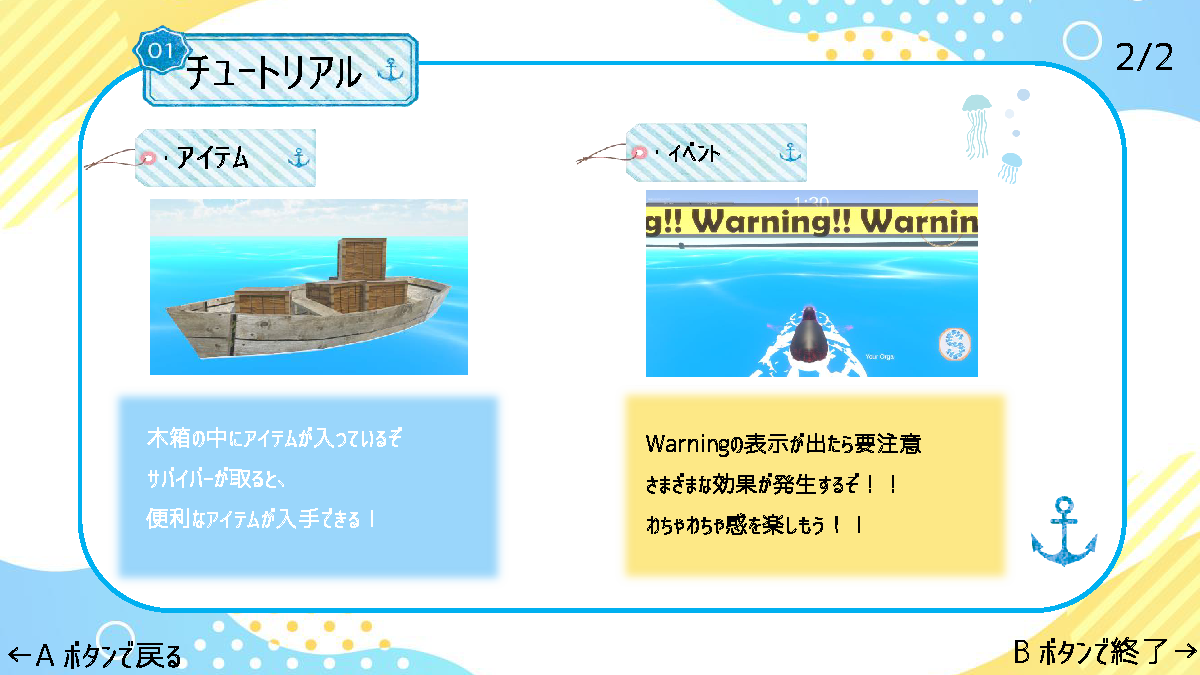 01
チュートリアル
2/2
・アイテム
・イベント
1:30
g!! Warning!! Warnin
Your Orga
木箱の中にアイテムが入っているぞ
サバイバーが取ると、
便利なアイテムが入手できる！
Warningの表示が出たら要注意
さまざまな効果が発生するぞ！！
わちゃわちゃ感を楽しもう！！
←A ボタンで戻る
B ボタンで終了→